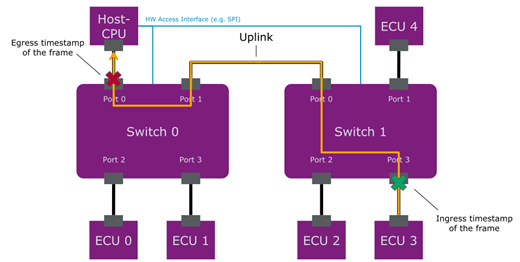 Host-
CPU
HW Access Interface (e.g. SPI)
ECU 4
Egress timestamp
of the frame
Uplink
Port 0
Port 1
Port 0
Port 1
Switch 0
Switch 1
Port 2
Port 3
Port 2
Port 3
Ingress timestamp
of the frame
ECU 0
ECU 1
ECU 2
ECU 3